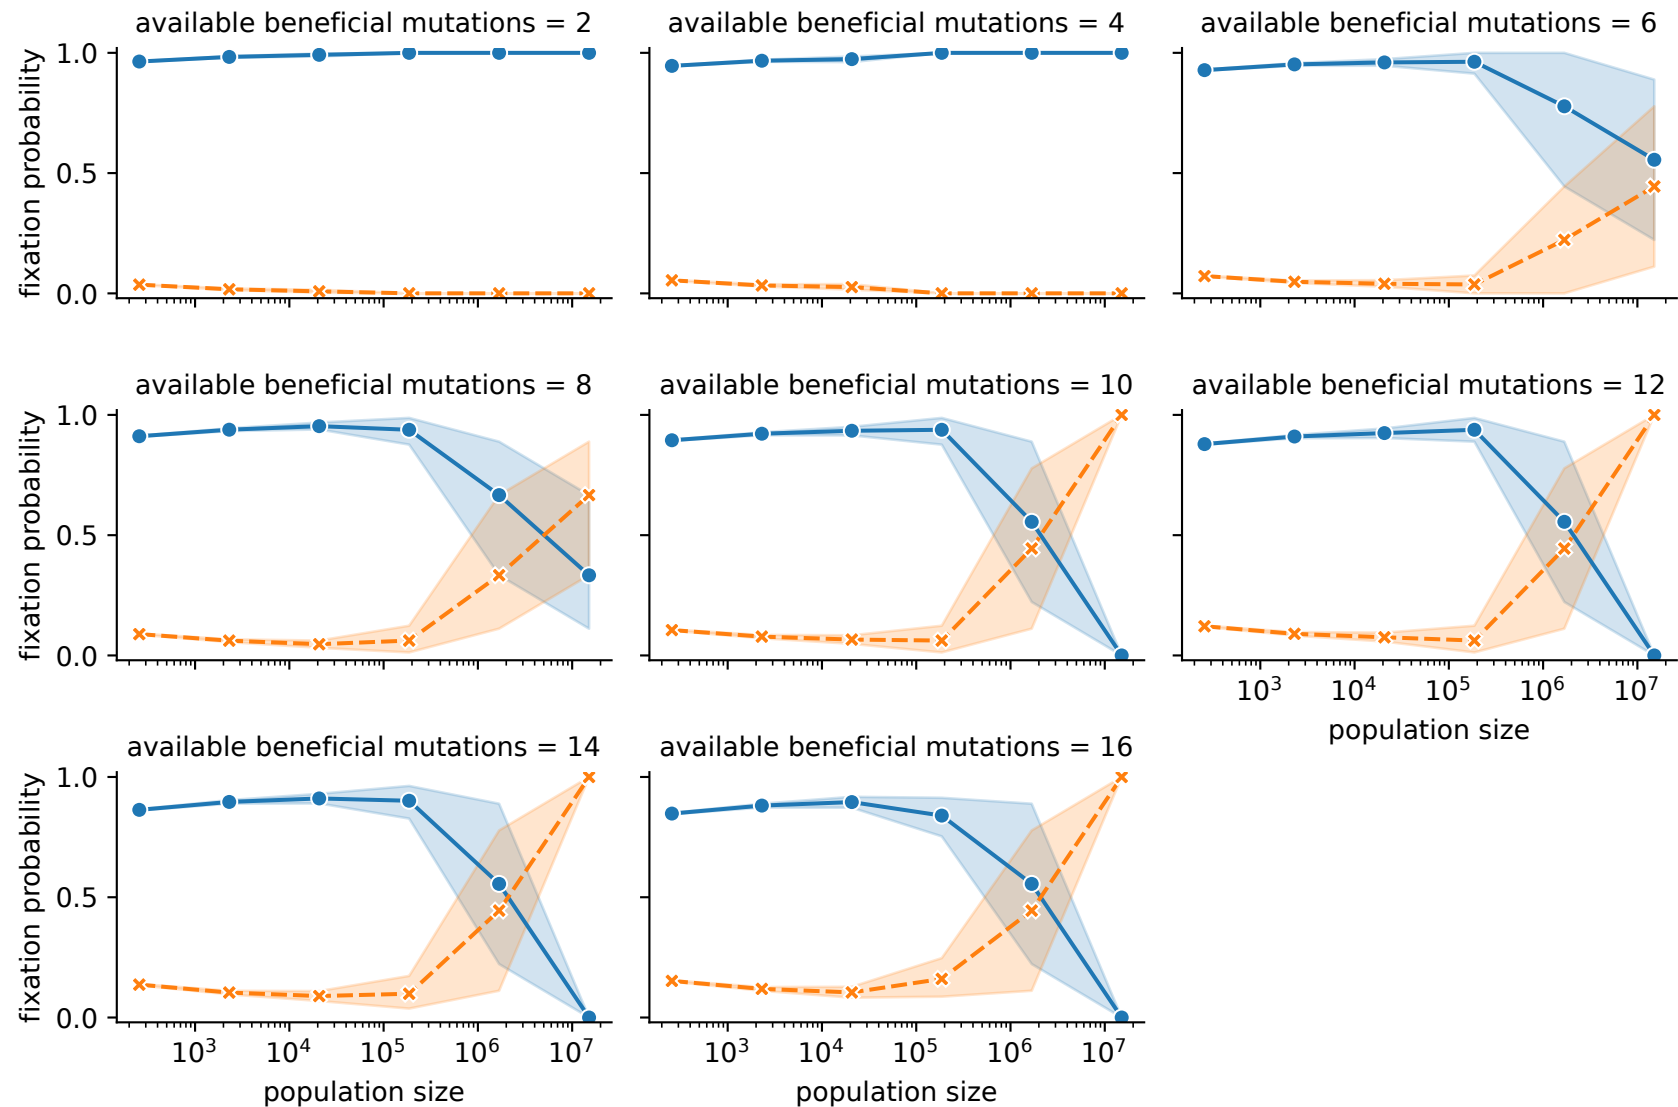 available beneficial mutations = 2
available beneficial mutations = 4
available beneficial mutations = 6
fixation probability
1.0
0.5
0.0
available beneficial mutations = 8
available beneficial mutations = 10
available beneficial mutations = 12
fixation probability
1.0
0.5
0.0
10³ 10⁴ 10⁵ 10⁶ 10⁷
population size
available beneficial mutations = 14
available beneficial mutations = 16
fixation probability
1.0
0.5
0.0
10³ 10⁴ 10⁵ 10⁶ 10⁷
10³ 10⁴ 10⁵ 10⁶ 10⁷
population size
population size